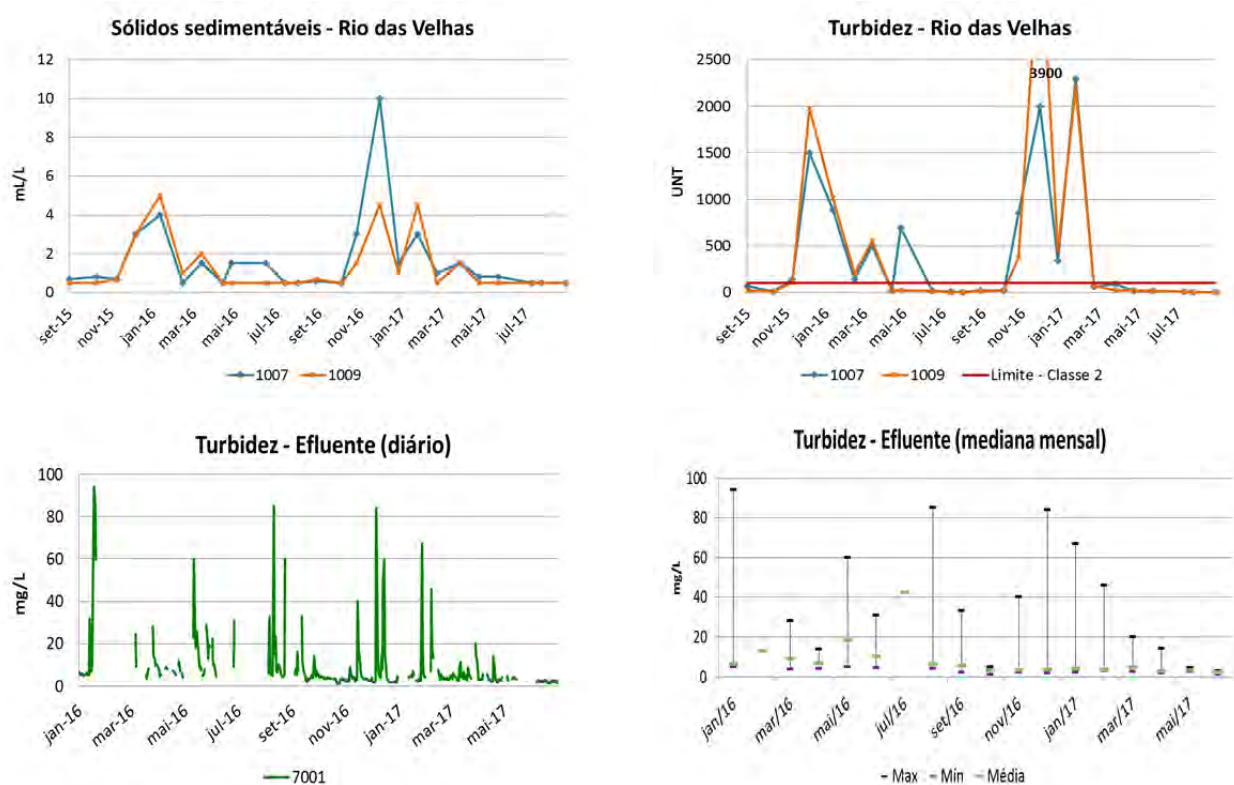 Sólidos sedimentáveis - Rio das Velhas
12
10
8
6
4
2
0
mL/L
set-15
nov-15
jan-16
mar-16
mai-16
jul-16
set-16
nov-16
jan-17
mar-17
mai-17
jul-17
1007
1009
Turbidez - Rio das Velhas
2500
2000
1500
1000
500
0
UNT
3900
set-15
nov-15
jan-16
mar-16
mai-16
jul-16
set-16
nov-16
jan-17
mar-17
mai-17
jul-17
1007
1009
Limite - Classe 2
Turbidez - Efluente (diário)
100
80
60
40
20
0
mg/L
jan-16
mar-16
mai-16
jul-16
set-16
nov-16
jan-17
mar-17
mai-17
7001
Turbidez - Efluente (mediana mensal)
100
80
60
40
20
0
mg/L
jan/16
mar/16
mai/16
jul/16
set/16
nov/16
jan/17
mar/17
mai/17
Max
Min
Média